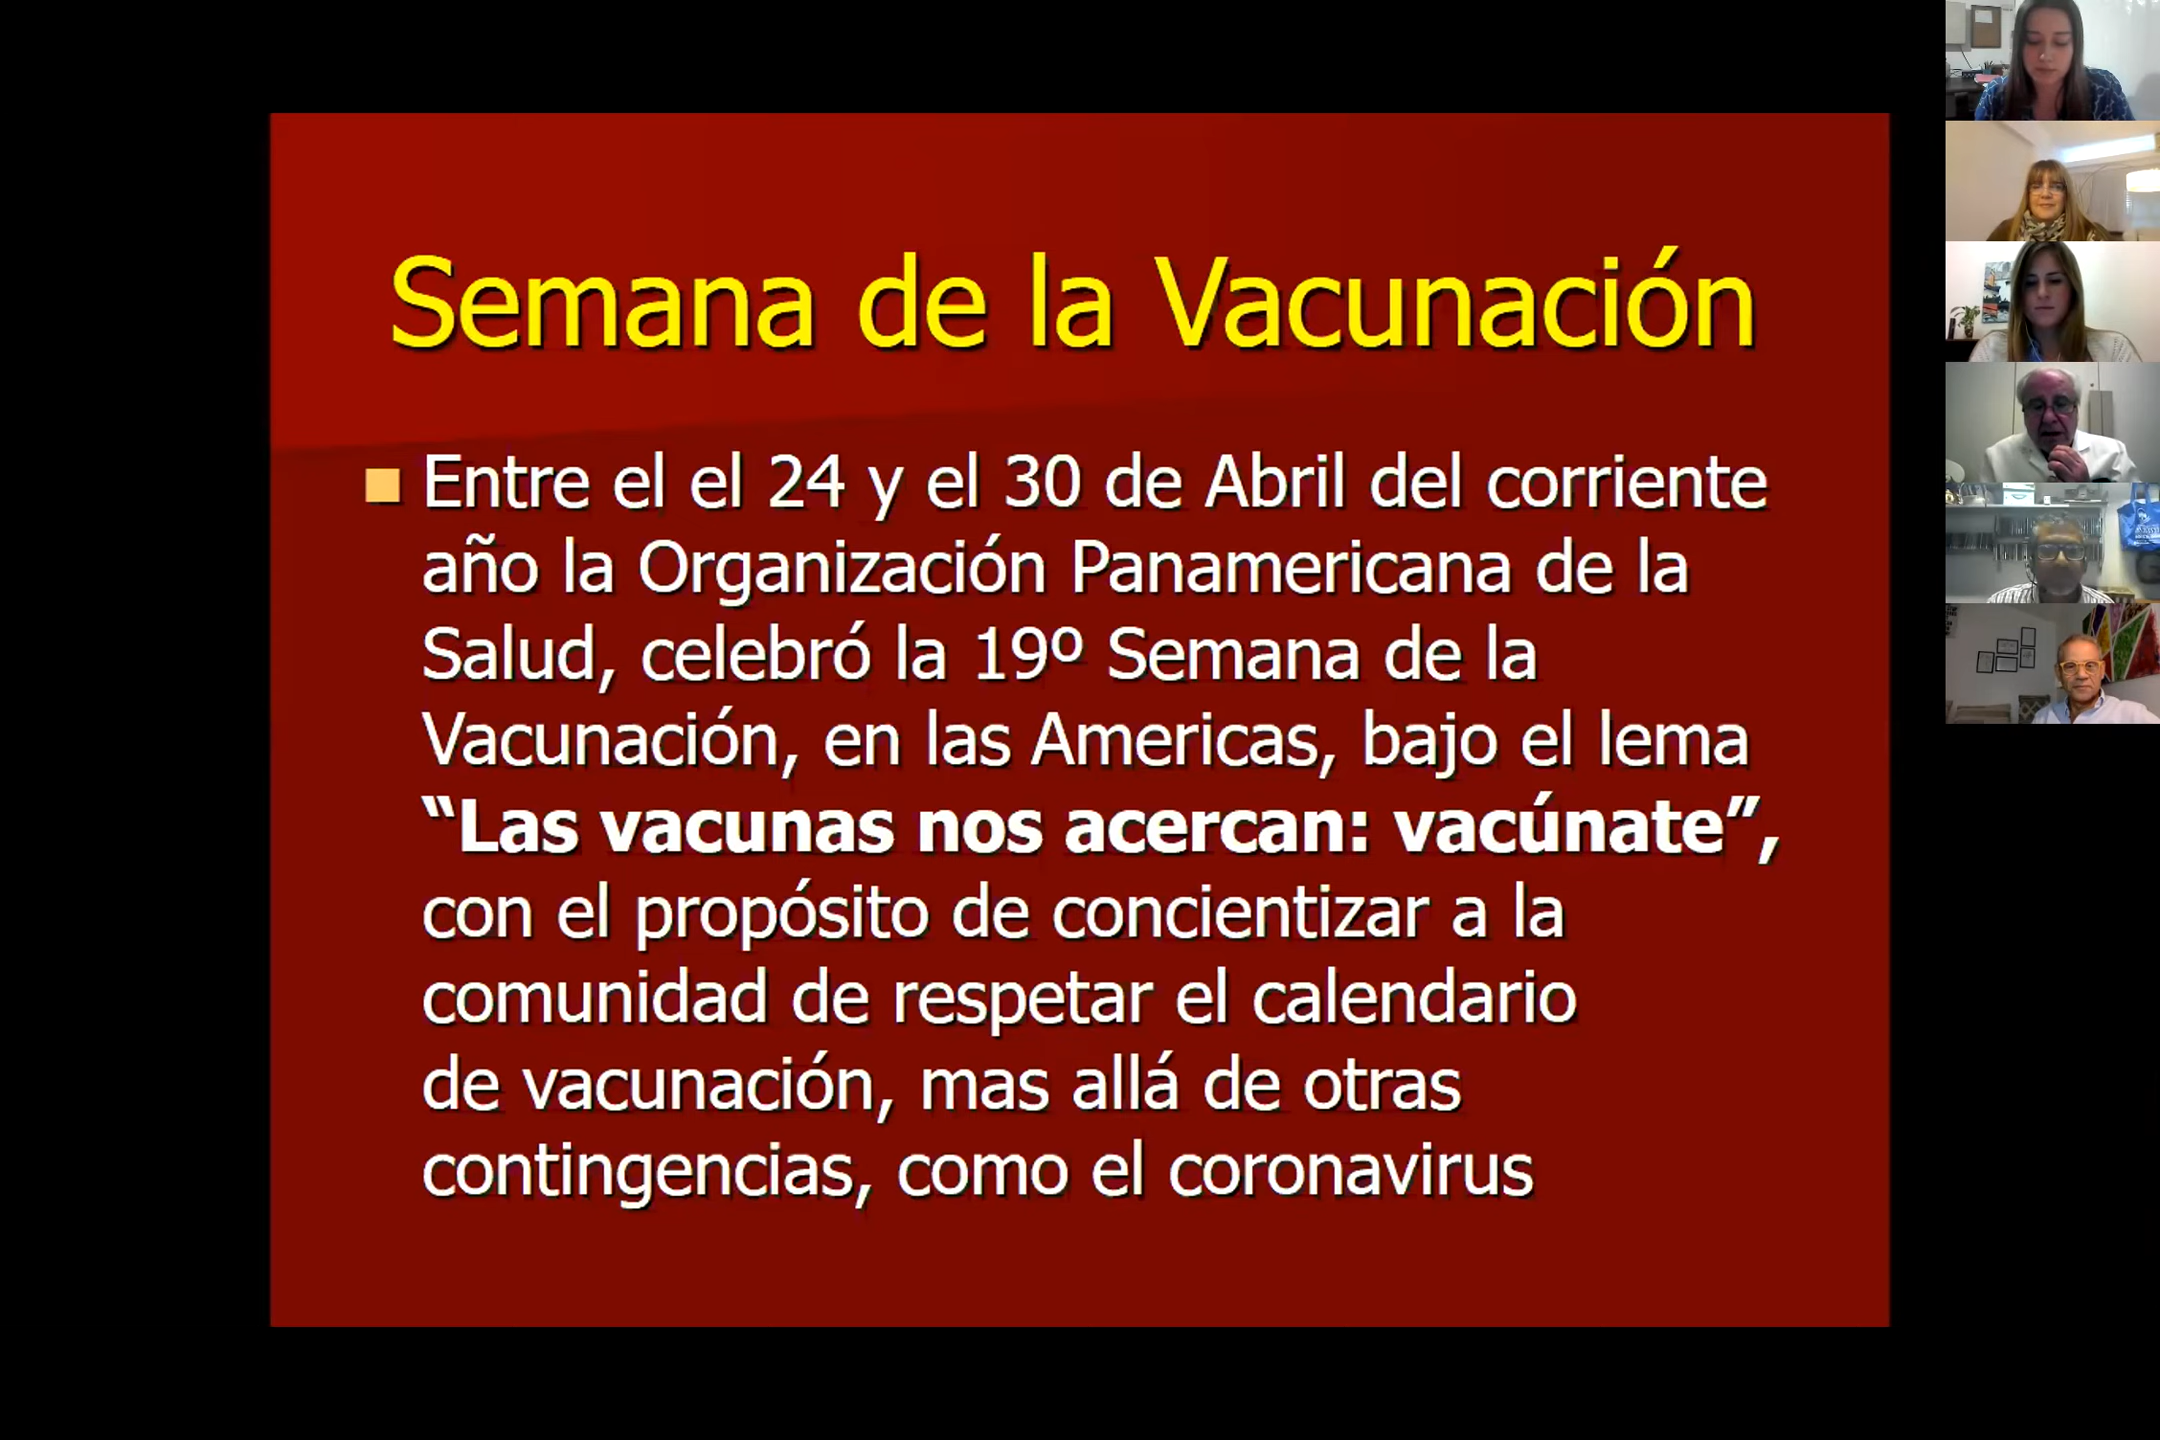 Semana de la Vacunación
Entre el el 24 y el 30 de Abril del corriente
año la Organización Panamericana de la
Salud, celebró la 19º Semana de la
Vacunación, en las Americas, bajo el lema
“Las vacunas nos acercan: vacúnate”,
con el propósito de concientizar a la
comunidad de respetar el calendario
de vacunación, mas allá de otras
contingencias, como el coronavirus